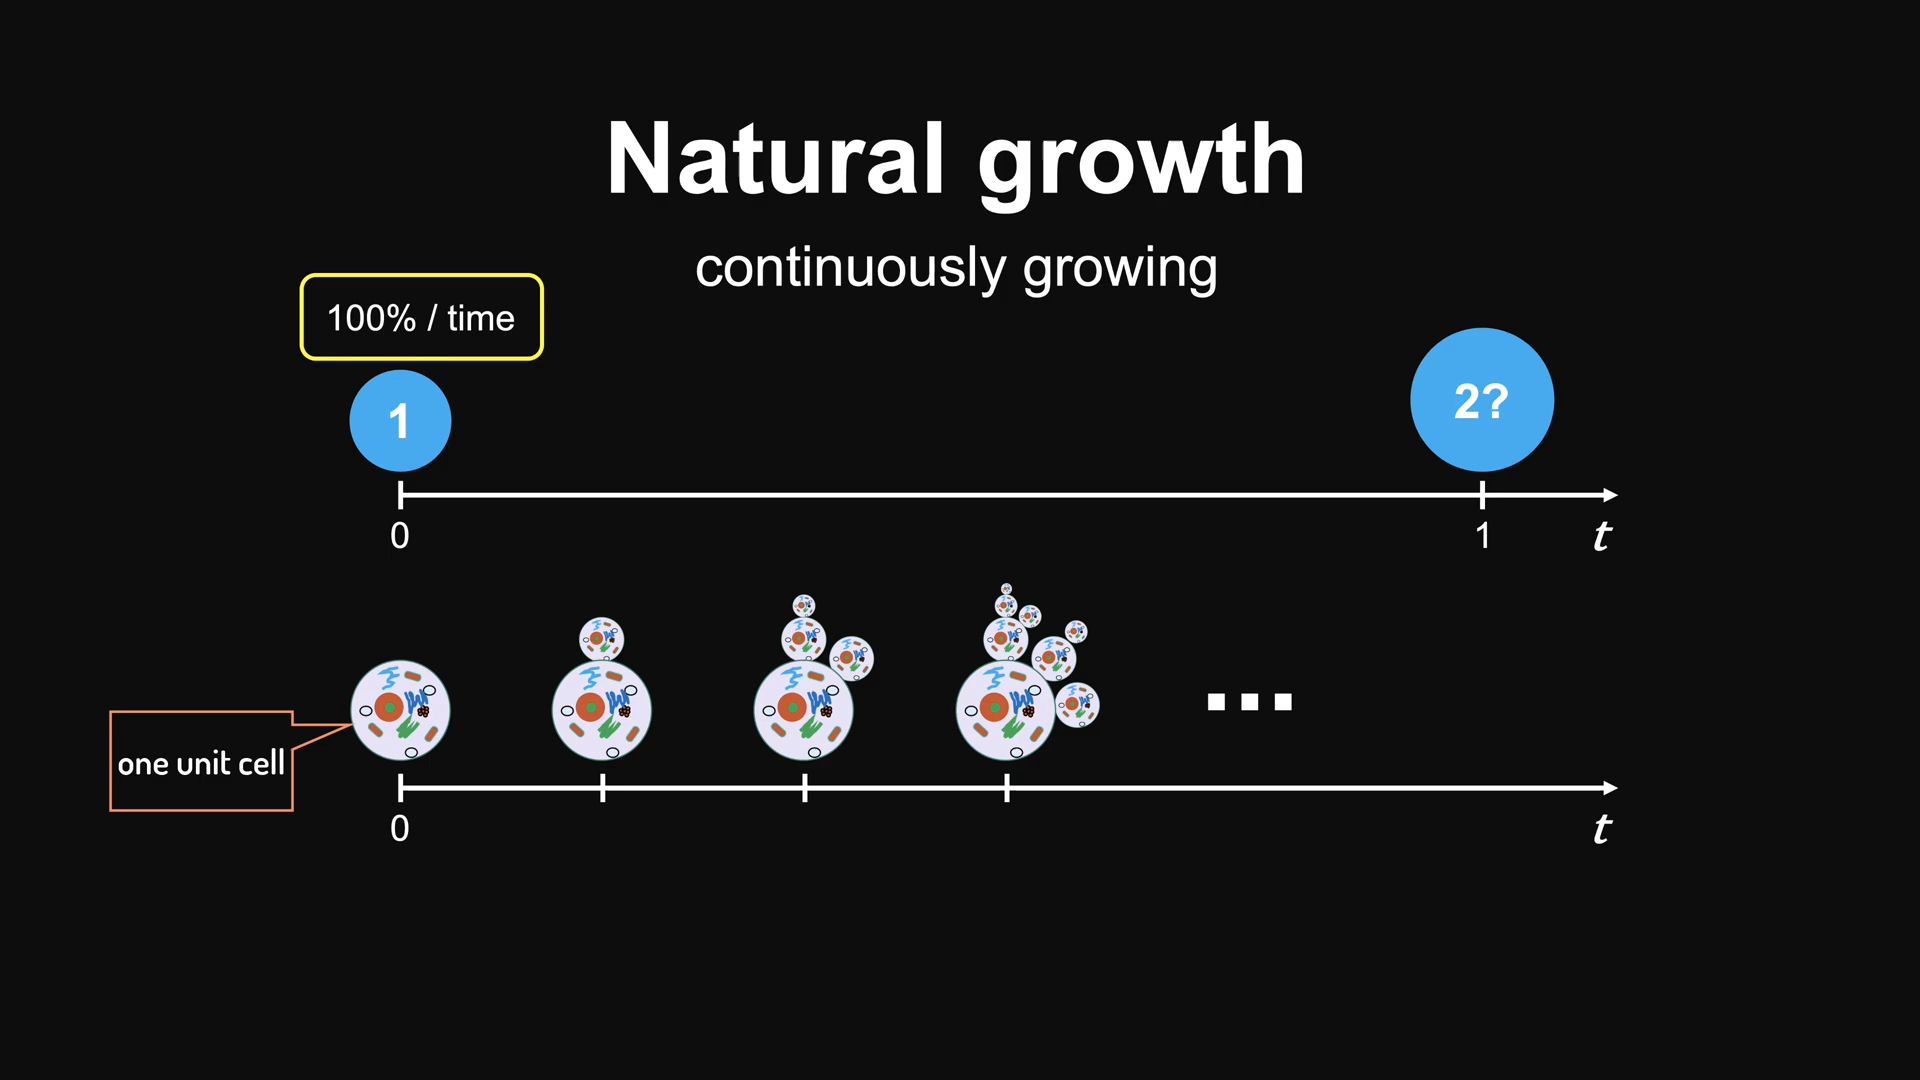 Natural growth
continuously growing
100% / time
1
2?
0
1
t
one unit cell
0
t